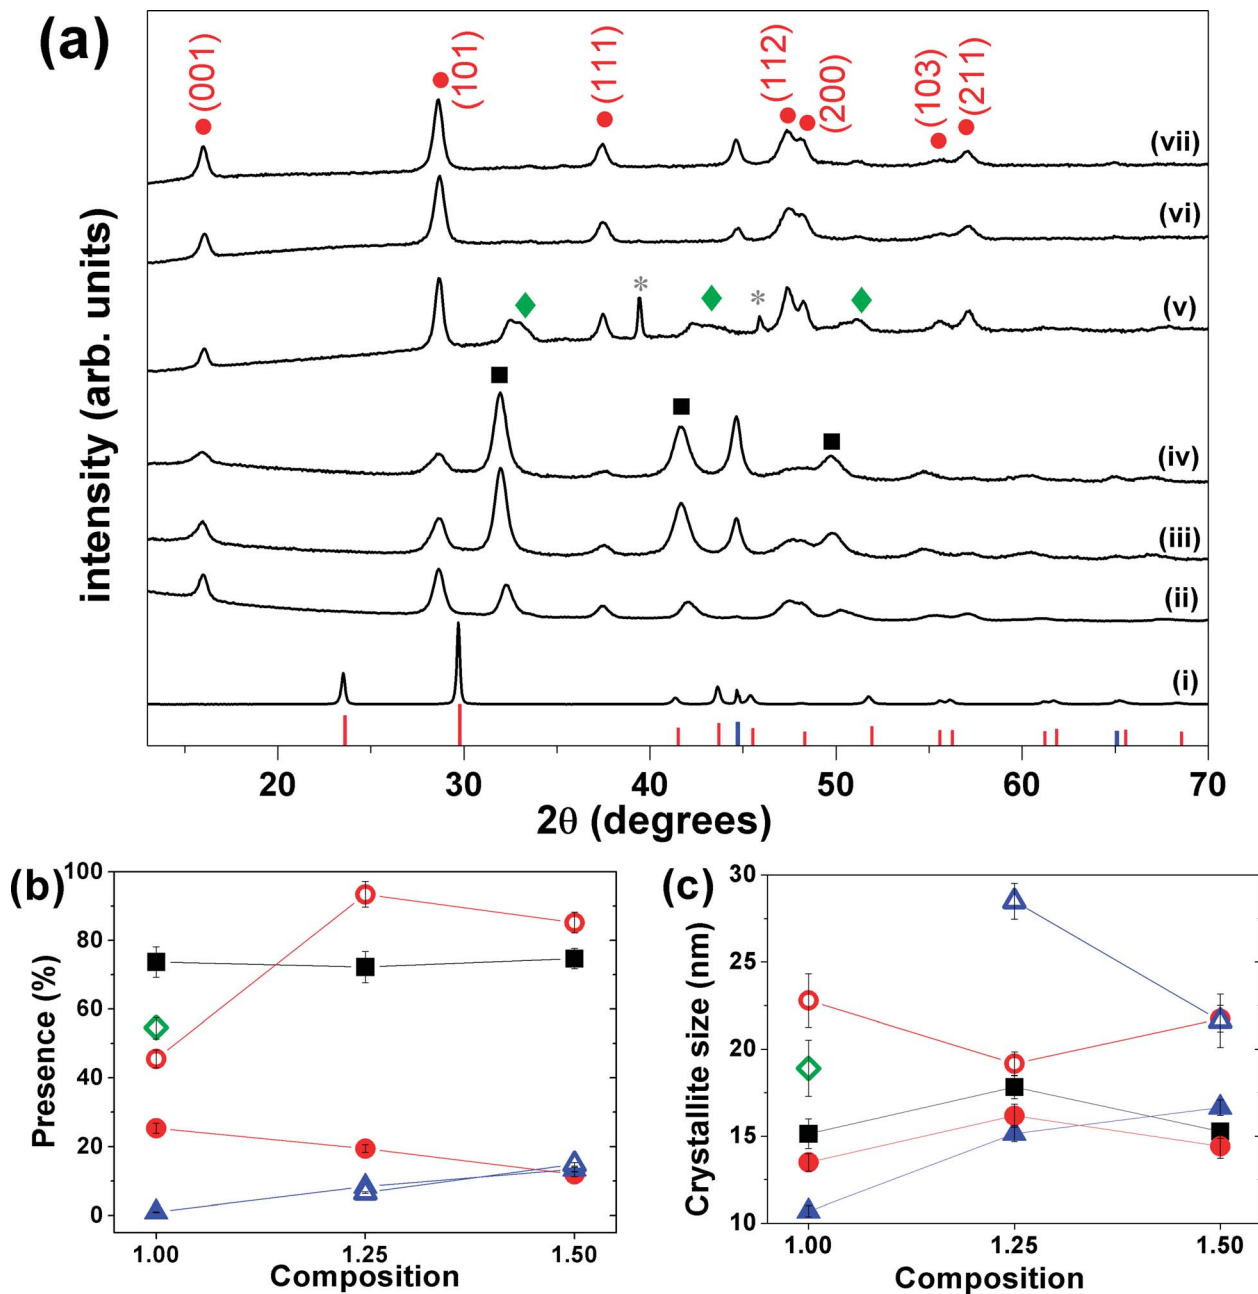 (a)
(001)
(101)
(111)
(112)
(200)
(103)
(211)
(vii)
(vi)
(v)
(iv)
(iii)
(ii)
(i)
* *
intensity (arb. units)
20 30 40 50 60 70
2θ (degrees)
(b)
100
80
60
40
20
0
Presence (%)
1.00 1.25 1.50
Composition
(c)
30
25
20
15
10
Crystallite size (nm)
1.00 1.25 1.50
Composition